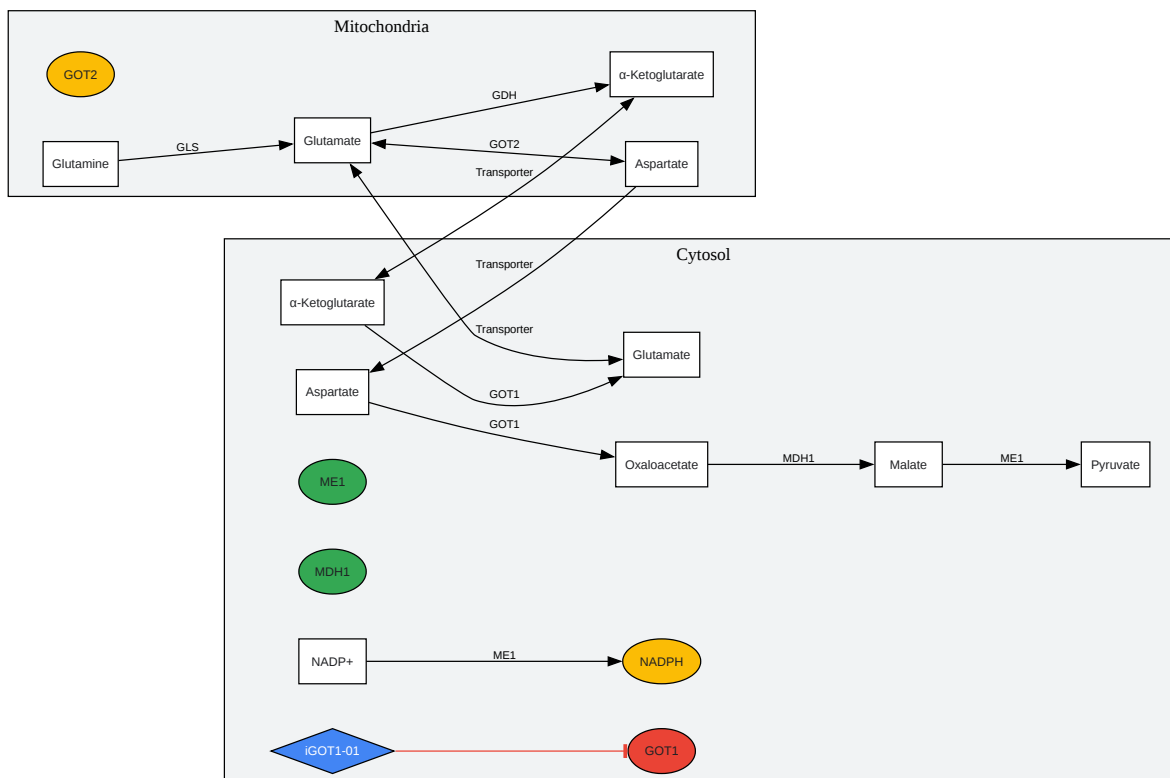 Mitochondria
GOT2
α-Ketoglutarate
GDH
Glutamate
GLS
GOT2
Glutamine
Aspartate
Transporter
Cytosol
Transporter
α-Ketoglutarate
Transporter
Glutamate
Aspartate
GOT1
GOT1
Oxaloacetate
MDH1
Malate
ME1
Pyruvate
ME1
MDH1
NADP+
ME1
NADPH
iGOT1-01
GOT1